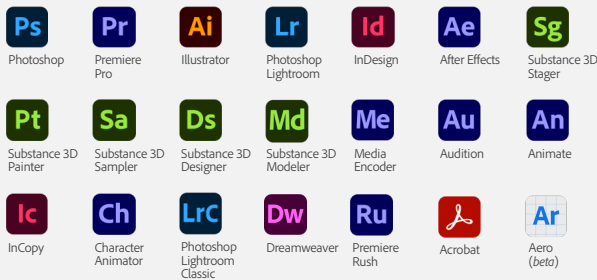 Ps Pr Ai Lr Id Ae Sg
Photoshop Premiere Pro Illustrator Photoshop Lightroom InDesign After Effects Substance 3D Stager
Pt Sa Ds Md Me Au An
Substance 3D Painter Substance 3D Sampler Substance 3D Designer Substance 3D Modeler Media Encoder Audition Animate
Ic Ch LrC Dw Ru Ar
InCopy Character Animator Photoshop Lightroom Classic Dreamweaver Premiere Rush Acrobat Aero (beta)